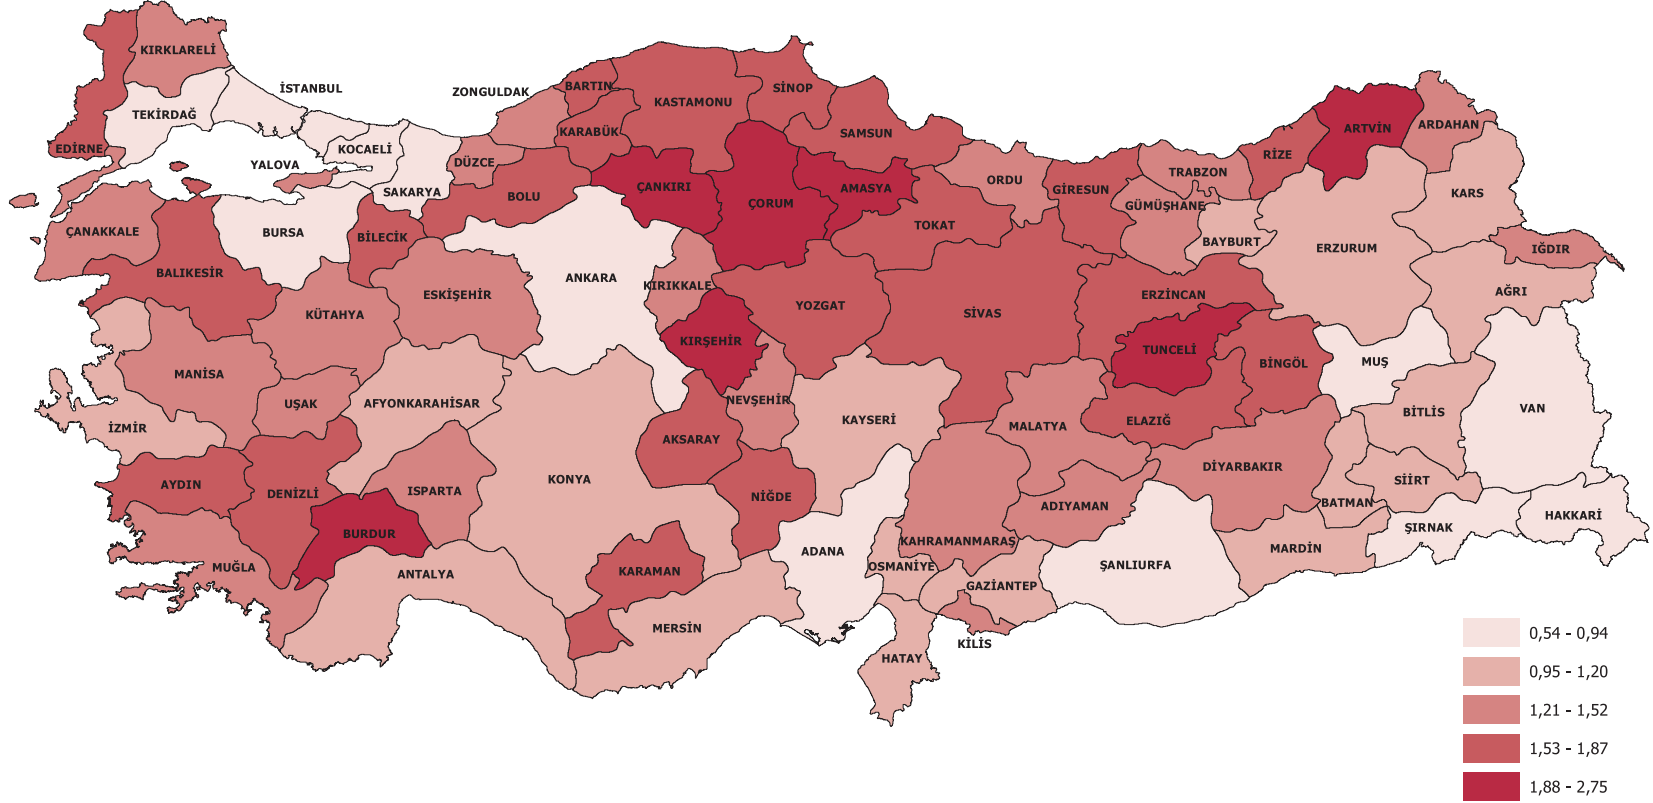 KIRKLARELİ
İSTANBUL
ZONGULDAK
BARTIN
SİNOP
KASTAMONU
TEKİRDAĞ
ARTVİN
ARDAHAN
KARABÜK
SAMSUN
EDİRNE
KOCAELİ
YALOVA
DÜZCE
RİZE
TRABZON
ORDU
SAKARYA
BOLU
ÇANKIRI
AMASYA
GİRESUN
KARS
ÇORUM
GÜMÜŞHANE
ÇANAKKALE
BURSA
BİLECİK
TOKAT
BAYBURT
ERZURUM
IĞDIR
BALIKESİR
ANKARA
KIRIKKALE
ESKİŞEHİR
ERZİNCAN
AĞRI
KÜTAHYA
YOZGAT
SİVAS
KIRŞEHİR
TUNCELİ
MUŞ
BİNGÖL
MANİSA
UŞAK
AFYONKARAHİSAR
NEVŞEHİR
VAN
BİTLİS
İZMİR
KAYSERİ
MALATYA
ELAZIĞ
AKSARAY
DİYARBAKIR
KONYA
SİİRT
AYDIN
DENİZLİ
ISPARTA
NİĞDE
ADIYAMAN
BATMAN
HAKKARİ
ŞIRNAK
BURDUR
KAHRAMANMARAŞ
ADANA
MARDİN
MUĞLA
ANTALYA
KARAMAN
OSMANİYE
ŞANLIURFA
GAZİANTEP
MERSİN
KİLİS
HATAY
0,54 - 0,94
0,95 - 1,20
1,21 - 1,52
1,53 - 1,87
1,88 - 2,75